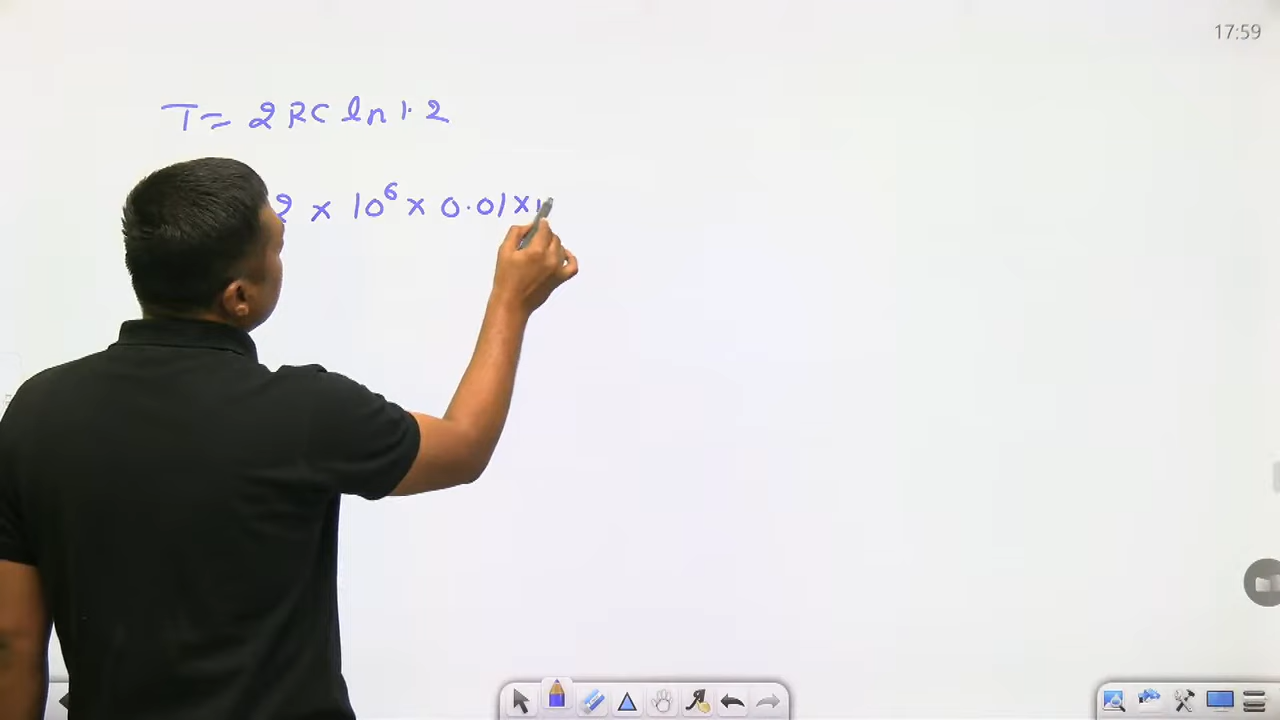 17:59
T = 2RC ln 1.2
2 × 10⁶ × 0.01 ×